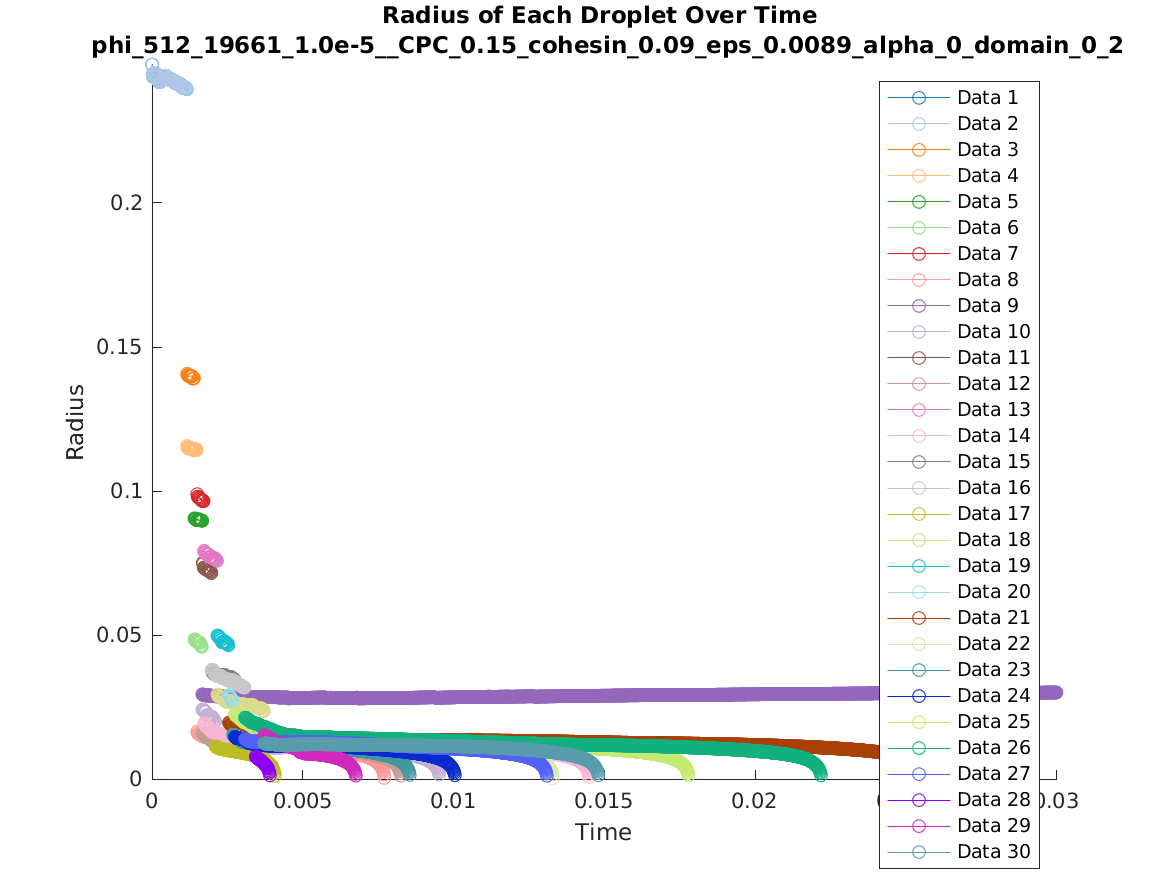 Radius of Each Droplet Over Time
phi_512_19661_1.0e-5__CPC_0.15_cohesin_0.09_eps_0.0089_alpha_0_domain_0_2
Radius
0.2
0.15
0.1
0.05
0
0
0.005
0.01
0.015
0.02
0.03
Time
Data 1
Data 2
Data 3
Data 4
Data 5
Data 6
Data 7
Data 8
Data 9
Data 10
Data 11
Data 12
Data 13
Data 14
Data 15
Data 16
Data 17
Data 18
Data 19
Data 20
Data 21
Data 22
Data 23
Data 24
Data 25
Data 26
Data 27
Data 28
Data 29
Data 30